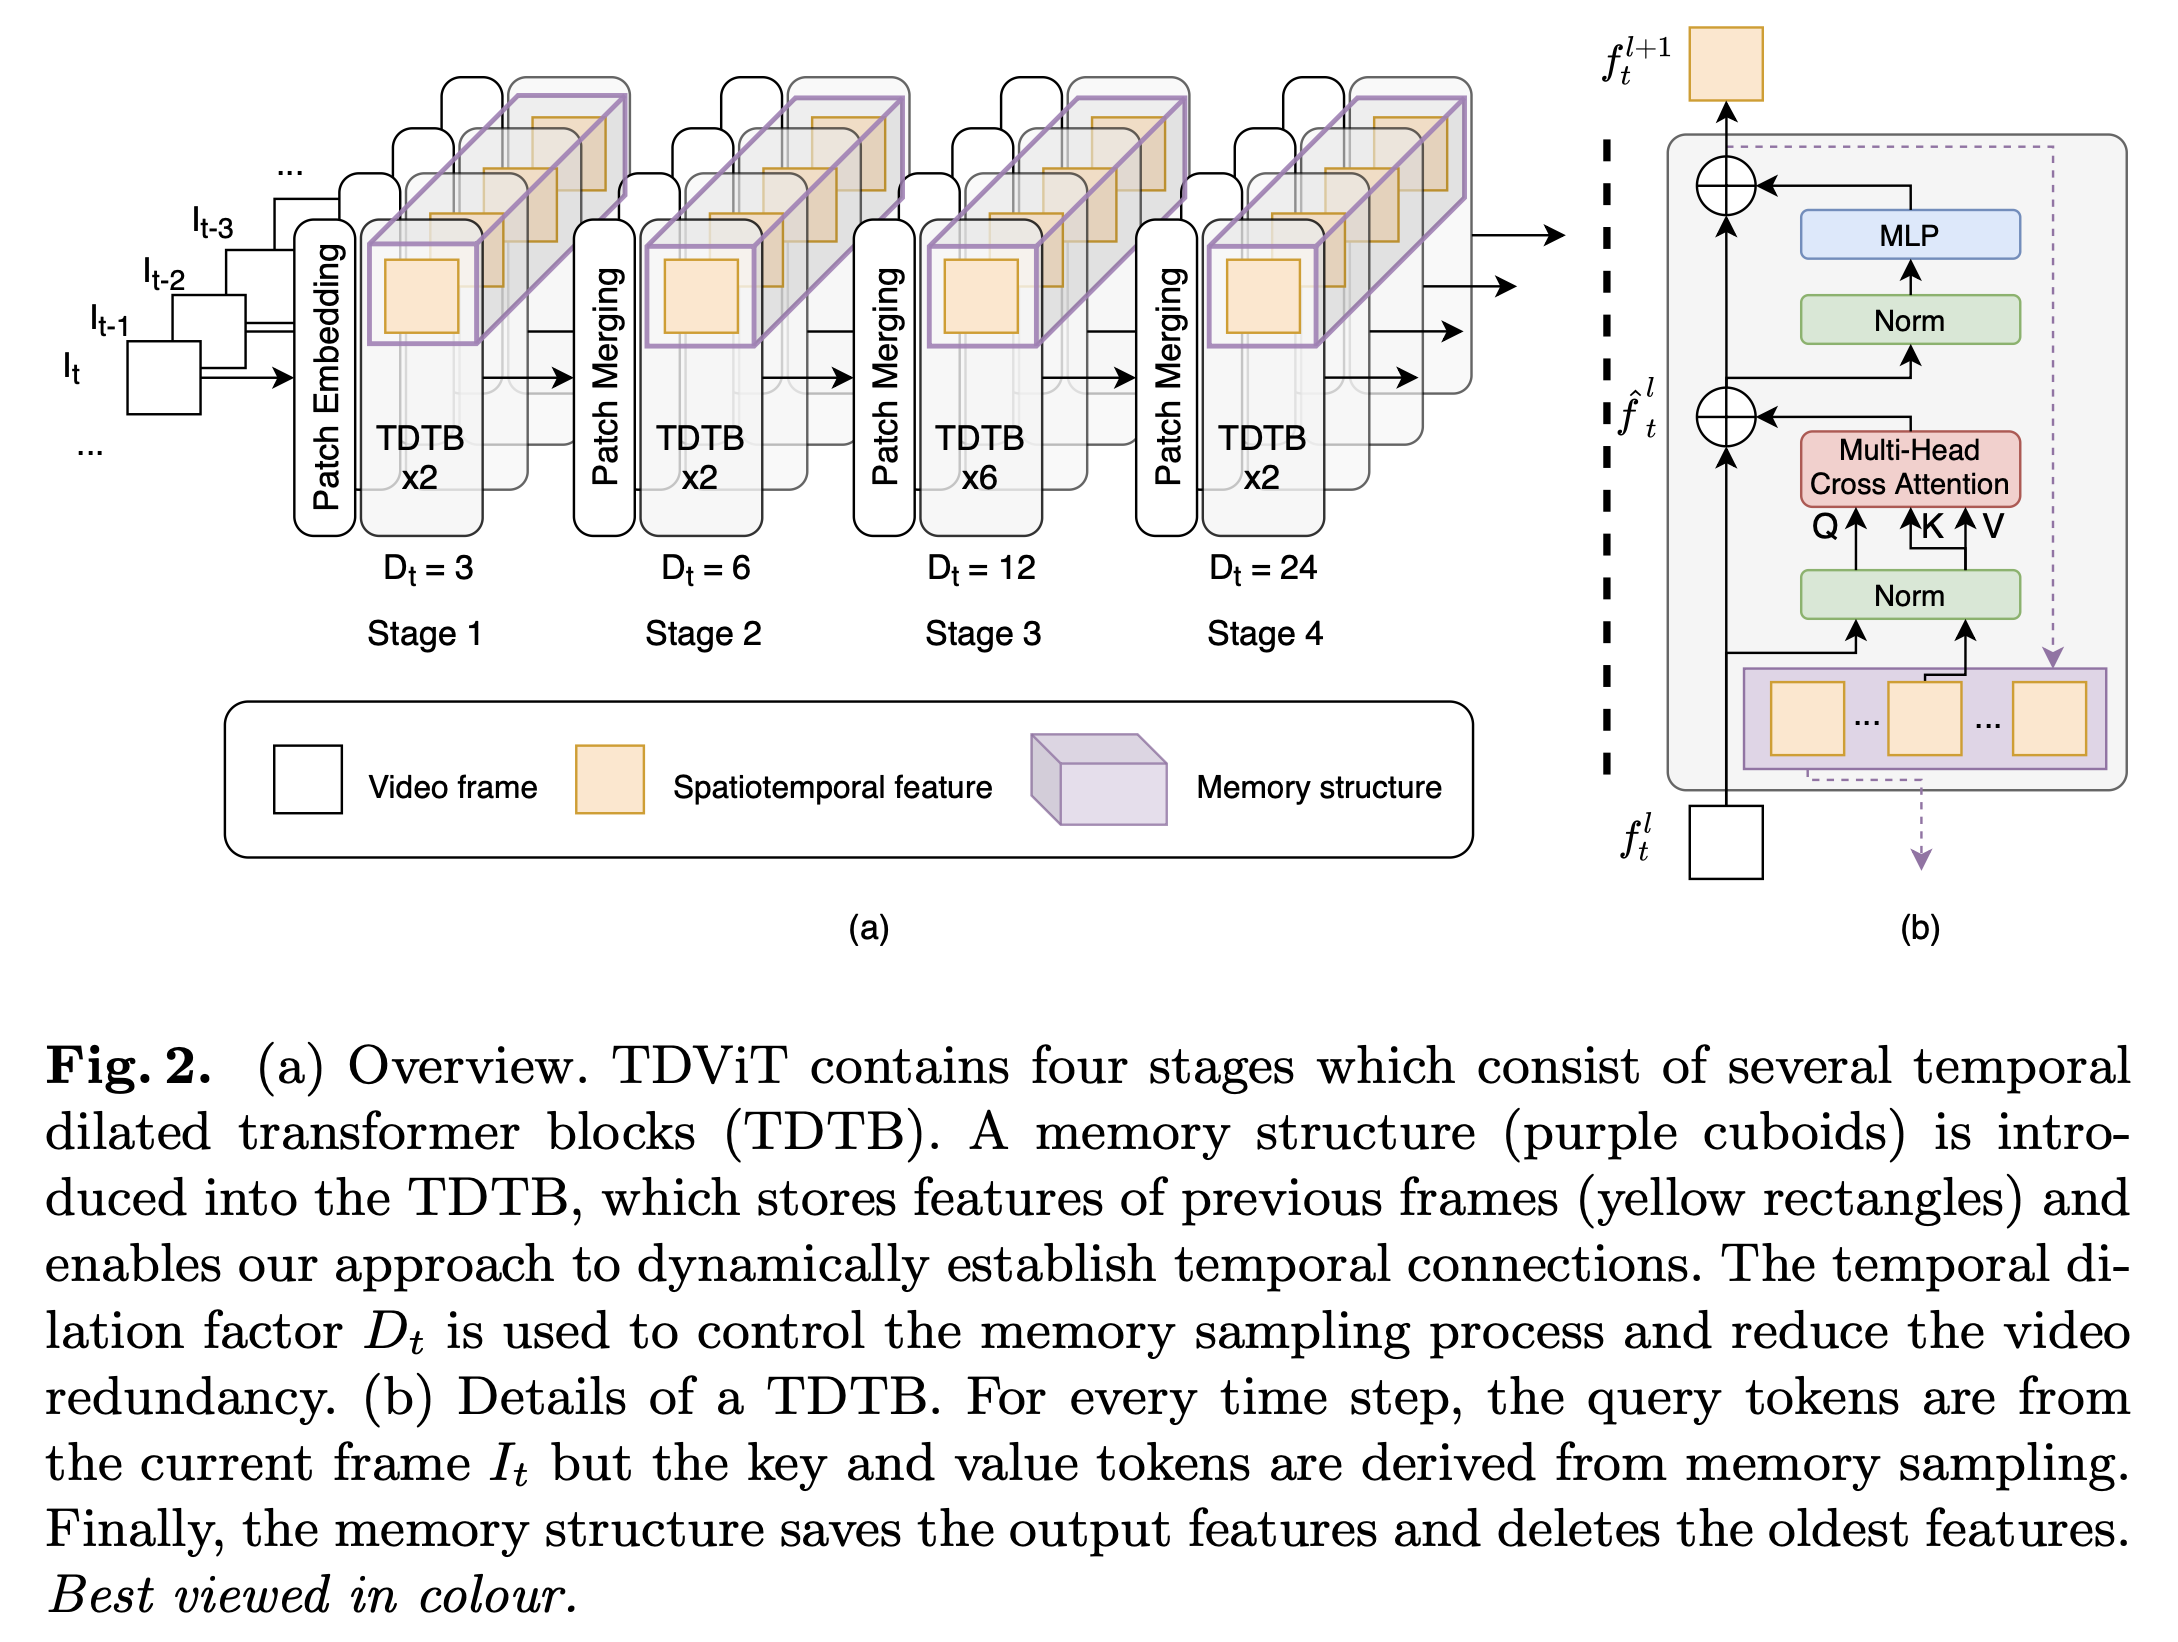 ...
I_t-3
I_t-2
I_t-1
I_t
...
Patch Embedding
TDTB
x2
Patch Merging
TDTB
x2
Patch Merging
TDTB
x6
Patch Merging
TDTB
x2
D_t = 3
D_t = 6
D_t = 12
D_t = 24
Stage 1
Stage 2
Stage 3
Stage 4
Video frame
Spatiotemporal feature
Memory structure
(a)
f_t^{l+1}
MLP
Norm
\hat{f}_t^l
Multi-Head
Cross Attention
Q
K
V
Norm
...
...
f_t^l
(b)
Fig. 2. (a) Overview. TDViT contains four stages which consist of several temporal
dilated transformer blocks (TDTB). A memory structure (purple cuboids) is intro-
duced into the TDTB, which stores features of previous frames (yellow rectangles) and
enables our approach to dynamically establish temporal connections. The temporal di-
lation factor D_t is used to control the memory sampling process and reduce the video
redundancy. (b) Details of a TDTB. For every time step, the query tokens are from
the current frame I_t but the key and value tokens are derived from memory sampling.
Finally, the memory structure saves the output features and deletes the oldest features.
Best viewed in colour.